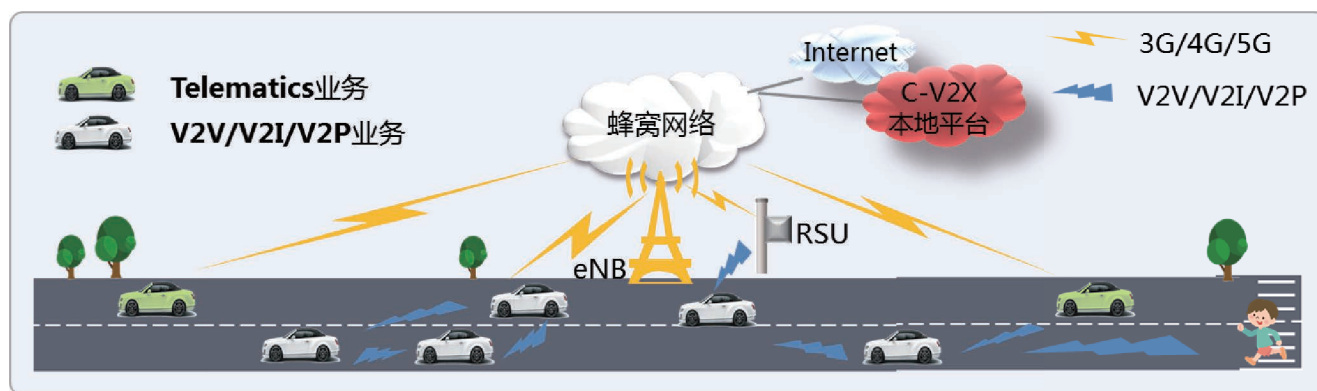 Telematics业务
V2V/V2I/V2P业务
Internet
C-V2X
本地平台
蜂窝网络
3G/4G/5G
V2V/V2I/V2P
eNB
RSU